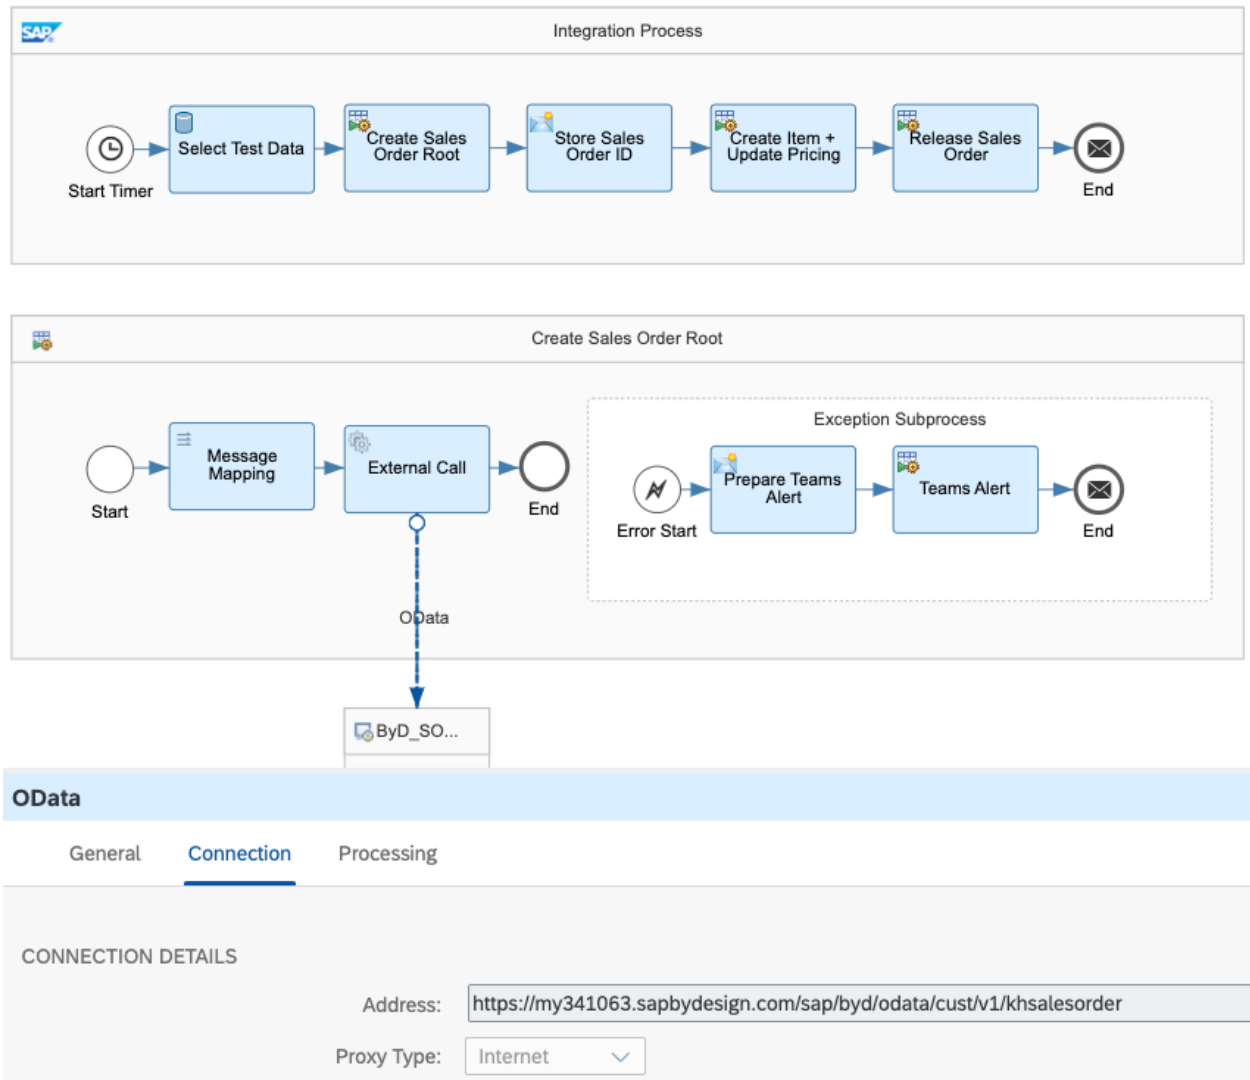 SAP
Integration Process
Select Test Data
Create Sales
Order Root
Store Sales
Order ID
Create Item +
Update Pricing
Release Sales
Order
Start Timer
End
Create Sales Order Root
Exception Subprocess
Message
Mapping
External Call
Prepare Teams
Alert
Teams Alert
Start
End
Error Start
End
OData
ByD_SO...
OData
General
Connection
Processing
CONNECTION DETAILS
Address: https://my341063.sapbydesign.com/sap/byd/odata/cust/v1/khsalesorder
Proxy Type: Internet